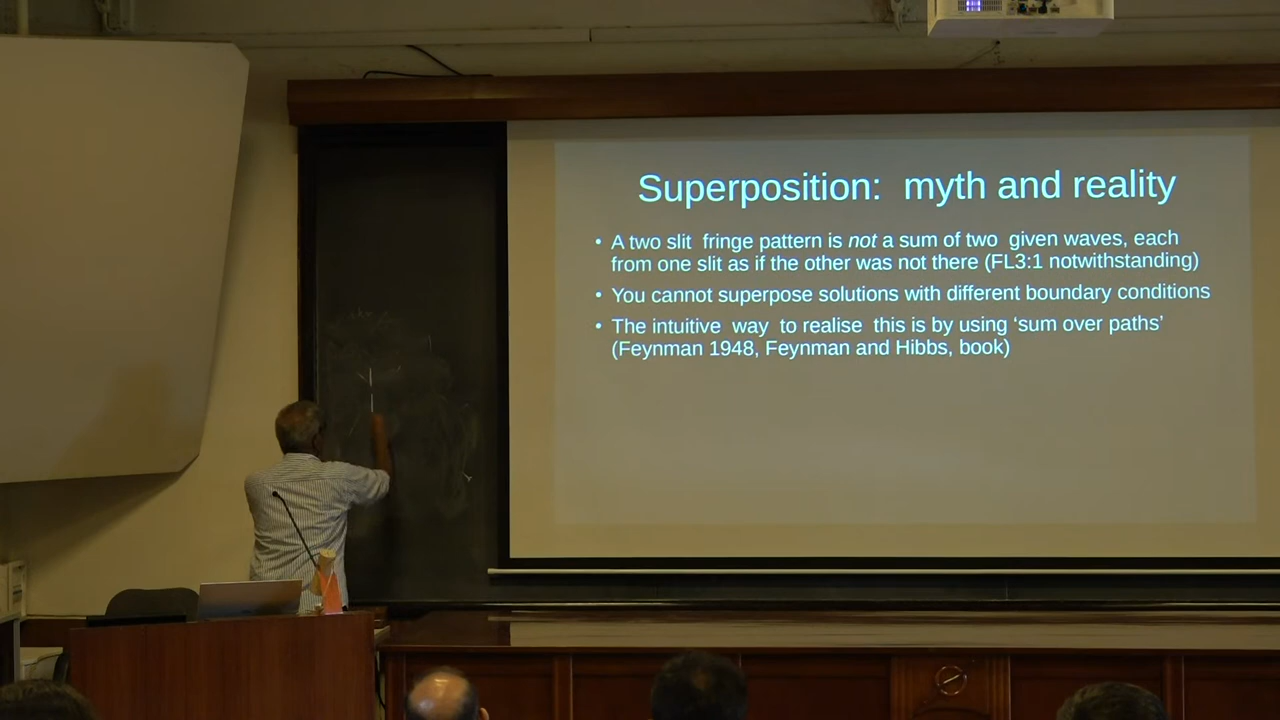 Superposition: myth and reality
• A two slit fringe pattern is not a sum of two given waves, each
from one slit as if the other was not there (FL3:1 notwithstanding)
• You cannot superpose solutions with different boundary conditions
• The intuitive way to realise this is by using ‘sum over paths’
(Feynman 1948, Feynman and Hibbs, book)